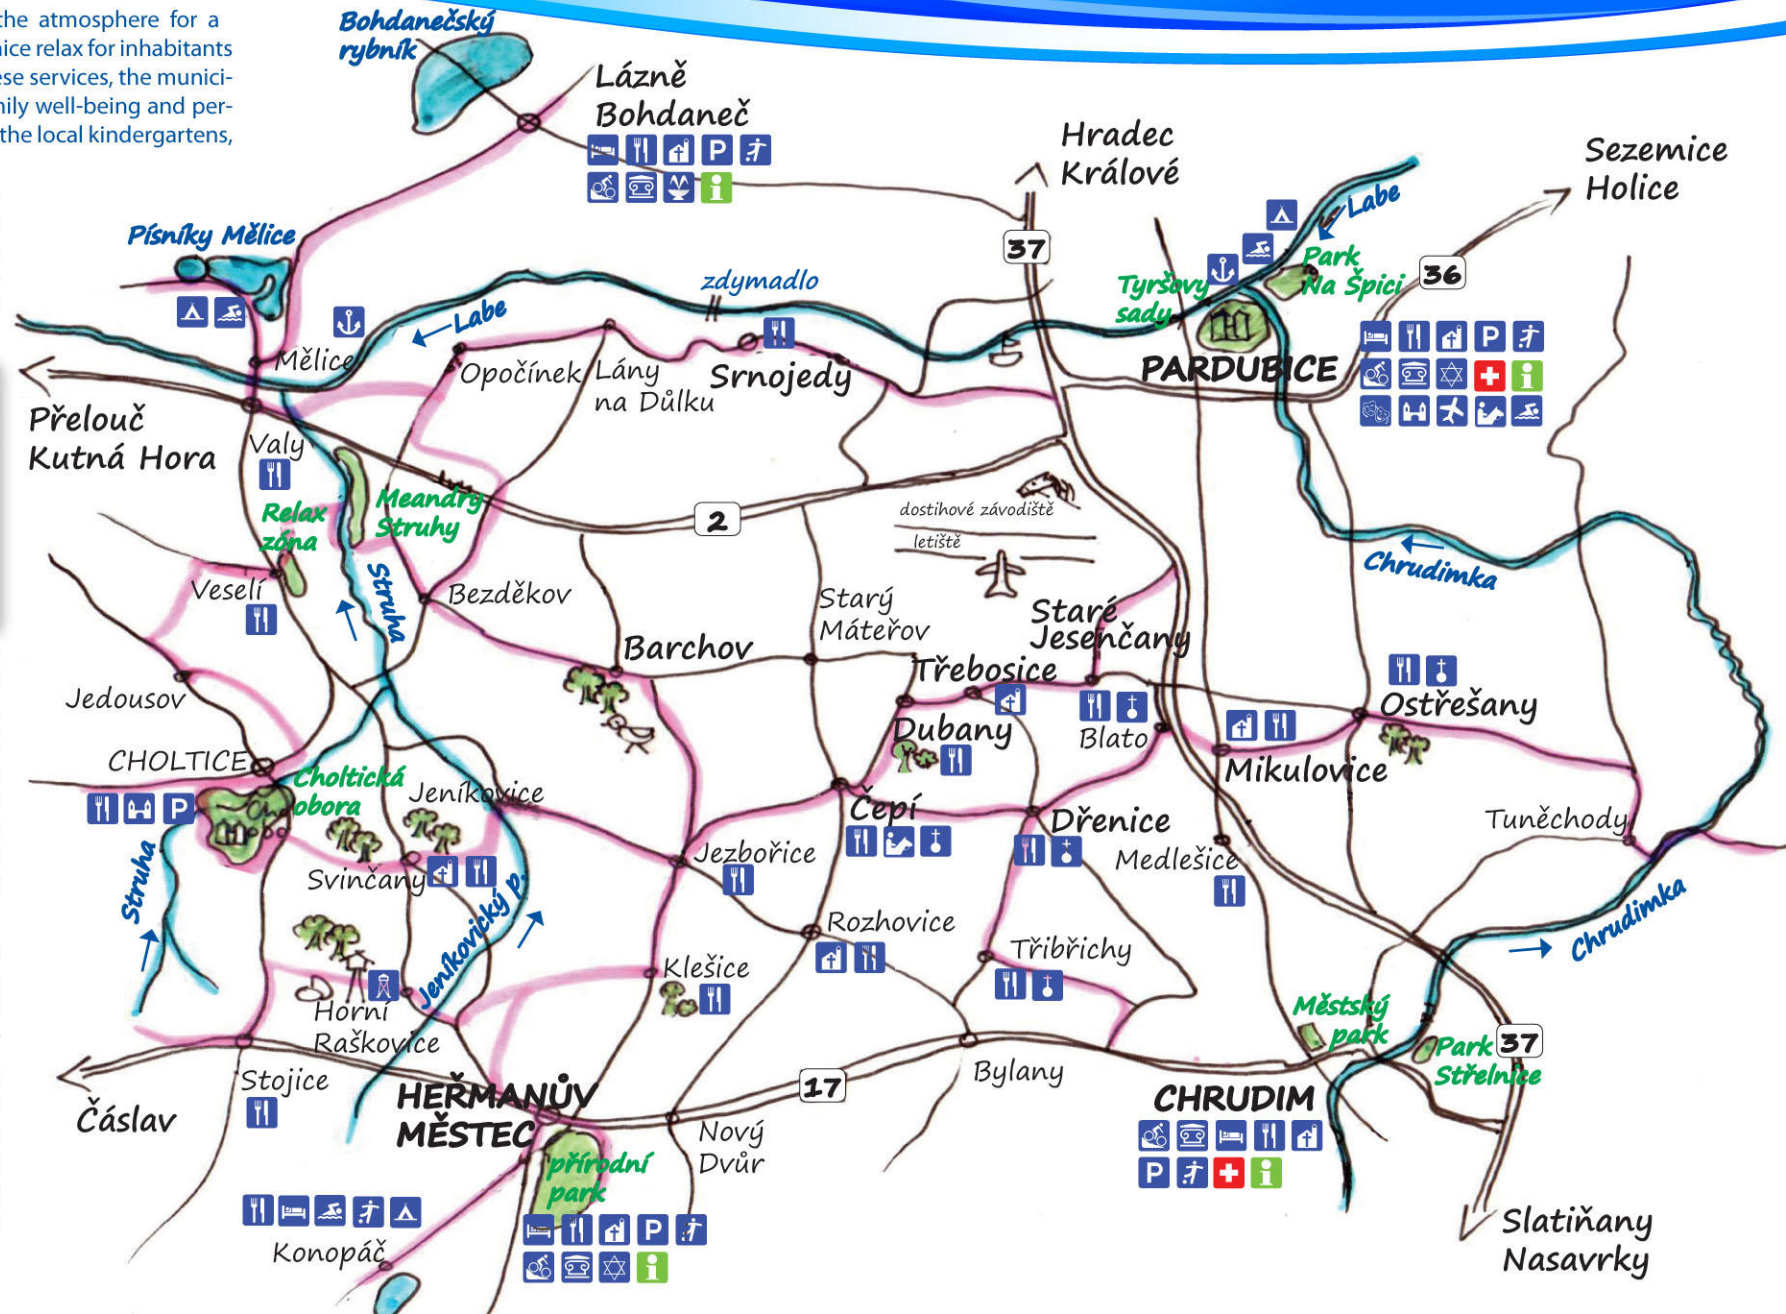 the atmosphere for a
nice relax for inhabitants
ese services, the munici-
nily well-being and per-
the local kindergartens,
Bohdanečský
rybník
Lázně
Bohdaneč
P
i
Hradec
Králové
Sezemice
Holice
Labe
Písníky Mělice
37
Park
Na Špici
36
Tyršovy
sady
zdymadlo
Labe
Mělice
Opočínek
Lány
na Důlku
Srnojedy
PARDUBICE
P
i
Přelouč
Kutná Hora
Valy
Meandry
Struhy
Relax
zóna
2
dostihové závodiště
letiště
Chrudimka
Struha
Veselí
Bezděkov
Starý
Máteřov
Staré
Jesenčany
Barchov
Třebosice
Jedousov
Dubany
Blato
Ostřešany
CHOLTICE
Choltická
obora
P
Jeníkovice
Mikulovice
Čepí
Dřenice
Tuněchody
Jezbořice
Medlešice
Struha
Svinčany
Jeníkovický p.
Rozhovice
Třibřichy
Chrudimka
Klešice
Horní
Raškovice
Městský
park
37
Park
Střelnice
Stojice
Čáslav
HEŘMANŮV
MĚSTEC
17
Bylany
CHRUDIM
P
i
Nový
Dvůr
přírodní
park
P
i
Konopáč
Slatiňany
Nasavrky